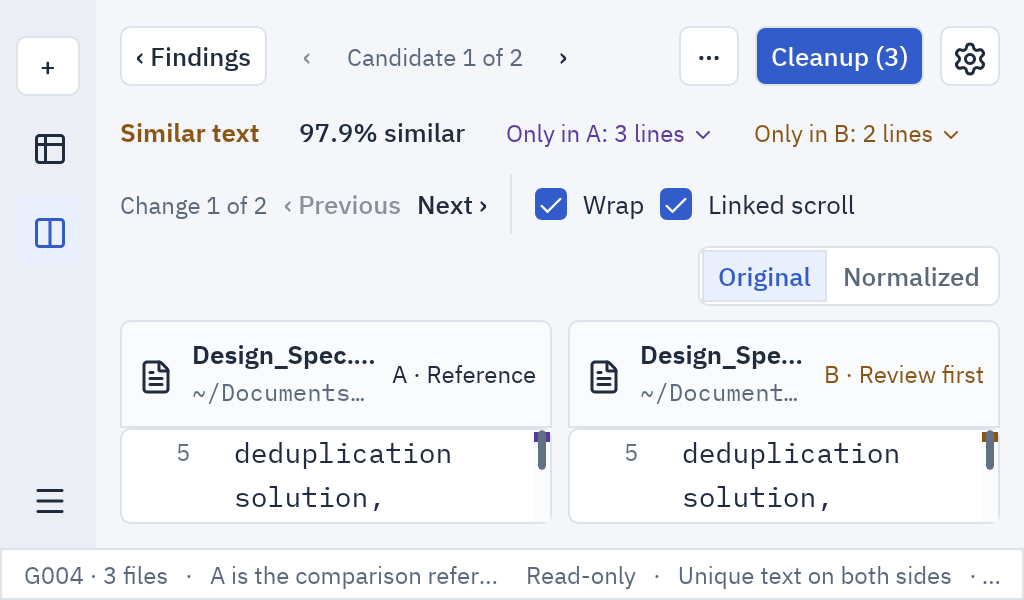 +
‹ Findings ‹ Candidate 1 of 2 › ... Cleanup (3)
Similar text 97.9% similar Only in A: 3 lines Only in B: 2 lines
Change 1 of 2 ‹ Previous Next › Wrap Linked scroll
Original Normalized
Design_Spec.... A · Reference
~/Documents…
Design_Spe... B · Review first
~/Document…
5 deduplication
solution,
5 deduplication
solution,
G004 · 3 files · A is the comparison refer... Read-only · Unique text on both sides · ...